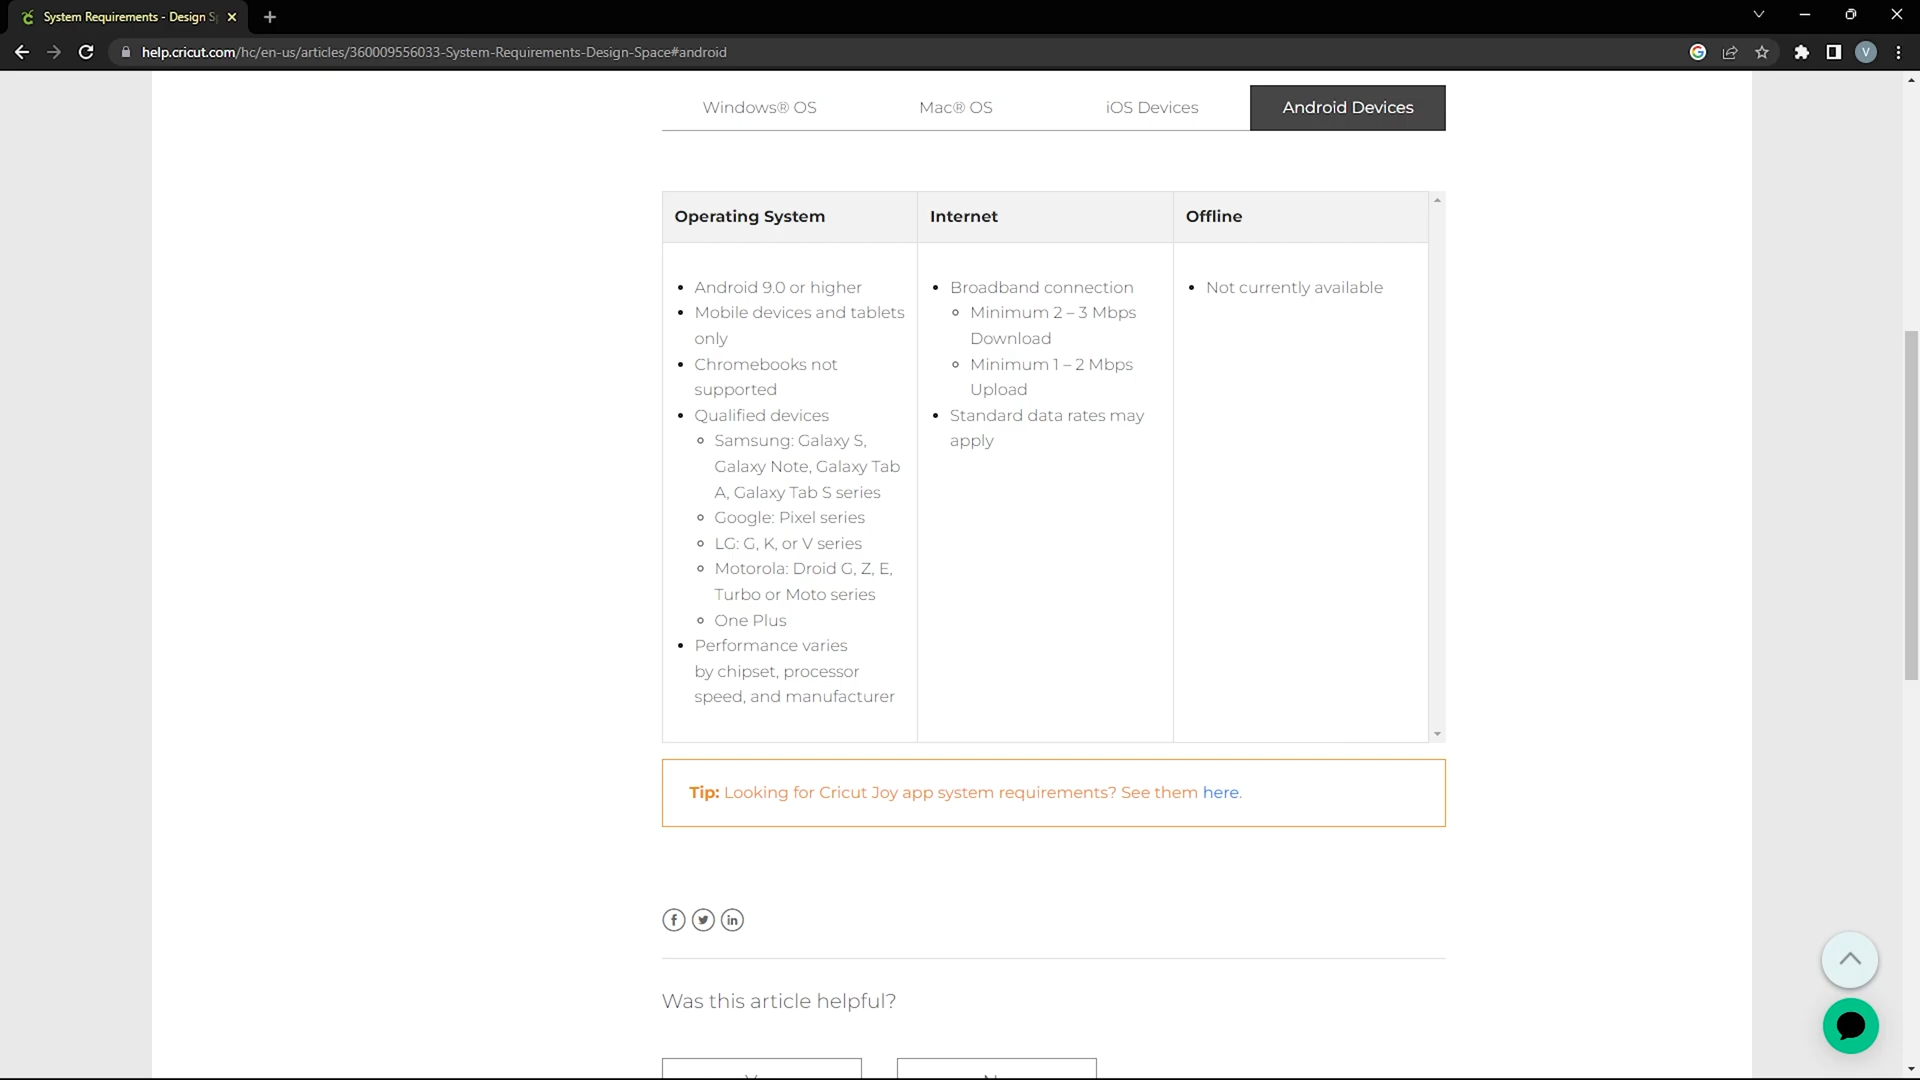 System Requirements - Design S
help.cricut.com/hc/en-us/articles/360009556033-System-Requirements-Design-Space#android
V
Windows® OS
Mac® OS
iOS Devices
Android Devices
Operating System
Internet
Offline
Android 9.0 or higher
Mobile devices and tablets
only
Chromebooks not
supported
Qualified devices
Samsung: Galaxy S,
Galaxy Note, Galaxy Tab
A, Galaxy Tab S series
Google: Pixel series
LG: G, K, or V series
Motorola: Droid G, Z, E,
Turbo or Moto series
One Plus
Performance varies
by chipset, processor
speed, and manufacturer
Broadband connection
Minimum 2 – 3 Mbps
Download
Minimum 1 – 2 Mbps
Upload
Standard data rates may
apply
Not currently available
Tip: Looking for Cricut Joy app system requirements? See them here.
Was this article helpful?